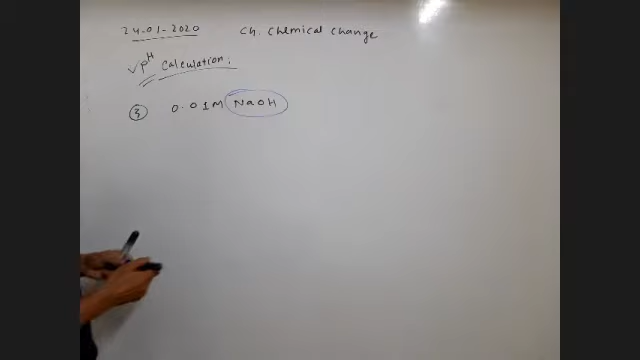 24-01-2020 Ch. Chemical Change
√ pH Calculation.
③ 0.01M NaOH